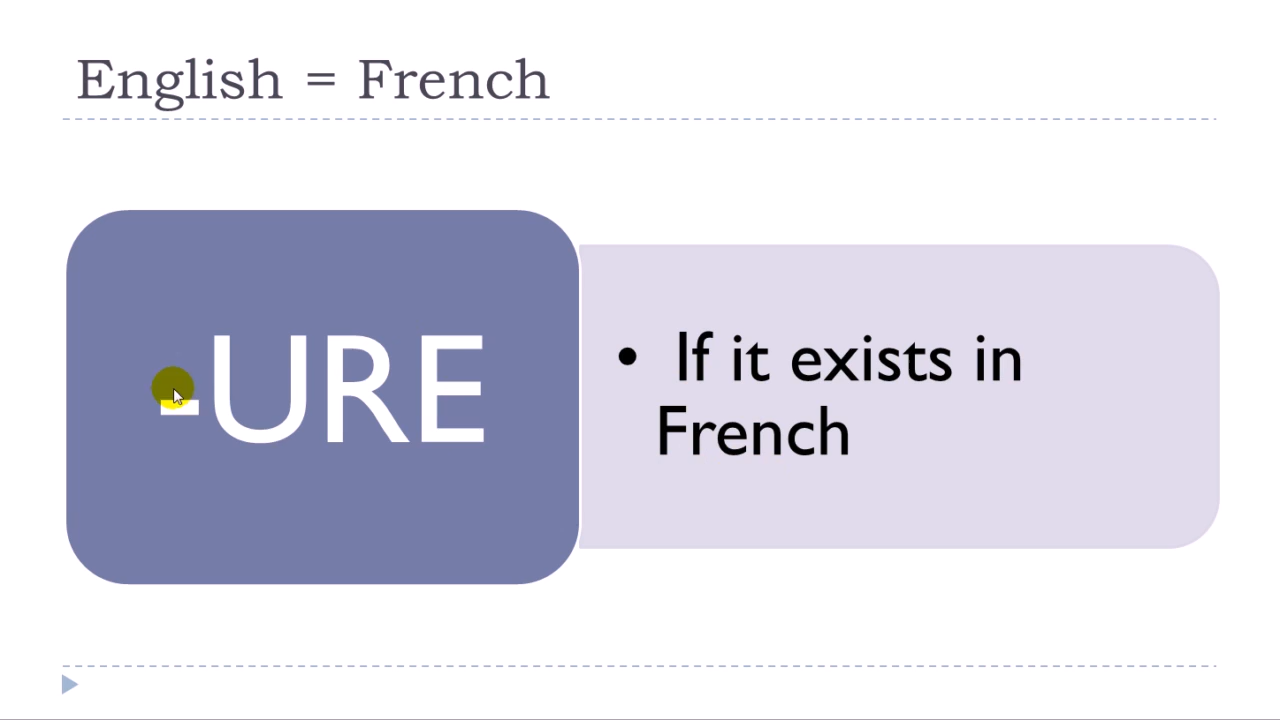 English = French
-URE
• If it exists in
French